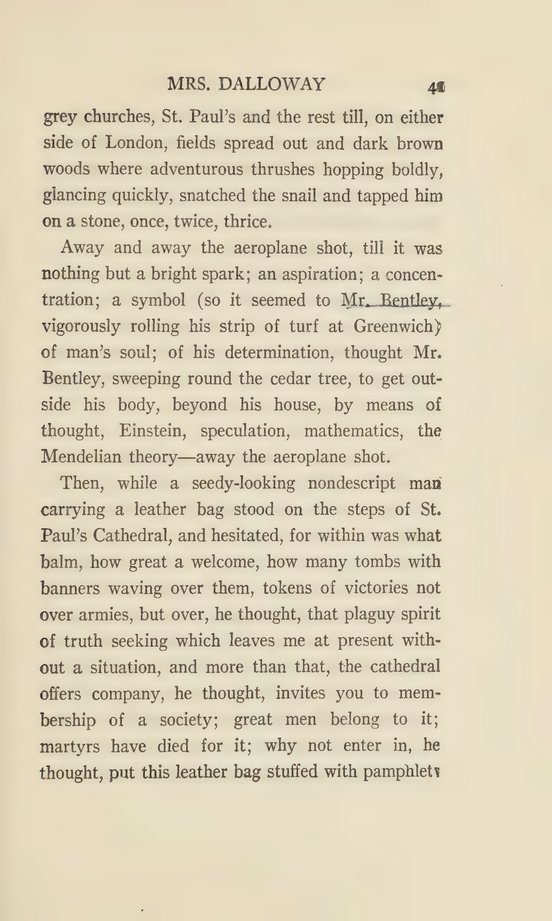 MRS. DALLOWAY 41
grey churches, St. Paul's and the rest till, on either
side of London, fields spread out and dark brown
woods where adventurous thrushes hopping boldly,
glancing quickly, snatched the snail and tapped him
on a stone, once, twice, thrice.
Away and away the aeroplane shot, till it was
nothing but a bright spark; an aspiration; a concen-
tration; a symbol (so it seemed to Mr. Bentley,
vigorously rolling his strip of turf at Greenwich)
of man's soul; of his determination, thought Mr.
Bentley, sweeping round the cedar tree, to get out-
side his body, beyond his house, by means of
thought, Einstein, speculation, mathematics, the
Mendelian theory—away the aeroplane shot.
Then, while a seedy-looking nondescript man
carrying a leather bag stood on the steps of St.
Paul's Cathedral, and hesitated, for within was what
balm, how great a welcome, how many tombs with
banners waving over them, tokens of victories not
over armies, but over, he thought, that plaguy spirit
of truth seeking which leaves me at present with-
out a situation, and more than that, the cathedral
offers company, he thought, invites you to mem-
bership of a society; great men belong to it;
martyrs have died for it; why not enter in, he
thought, put this leather bag stuffed with pamphlets